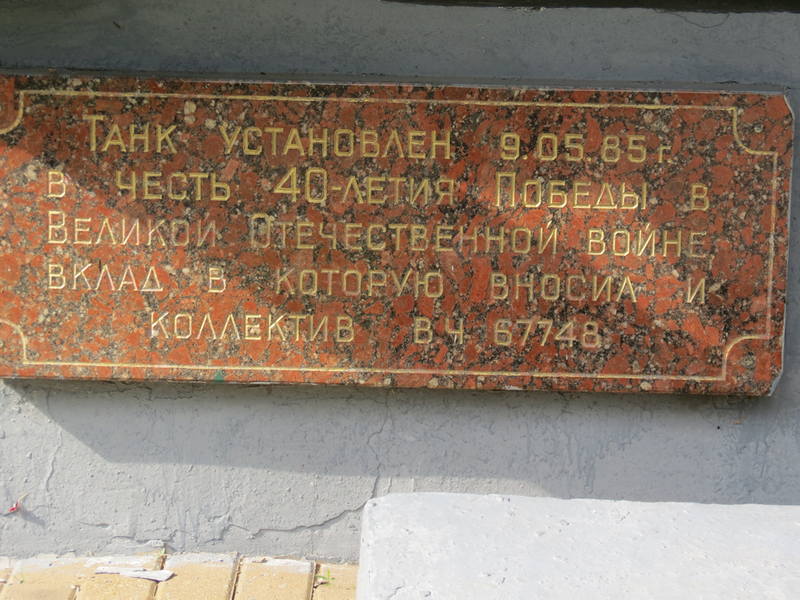 Танк установлен 9.05.85г.
в честь 40-летия Победы в
Великой Отечественной войне,
вклад в которую вносил и
коллектив в.ч 67748